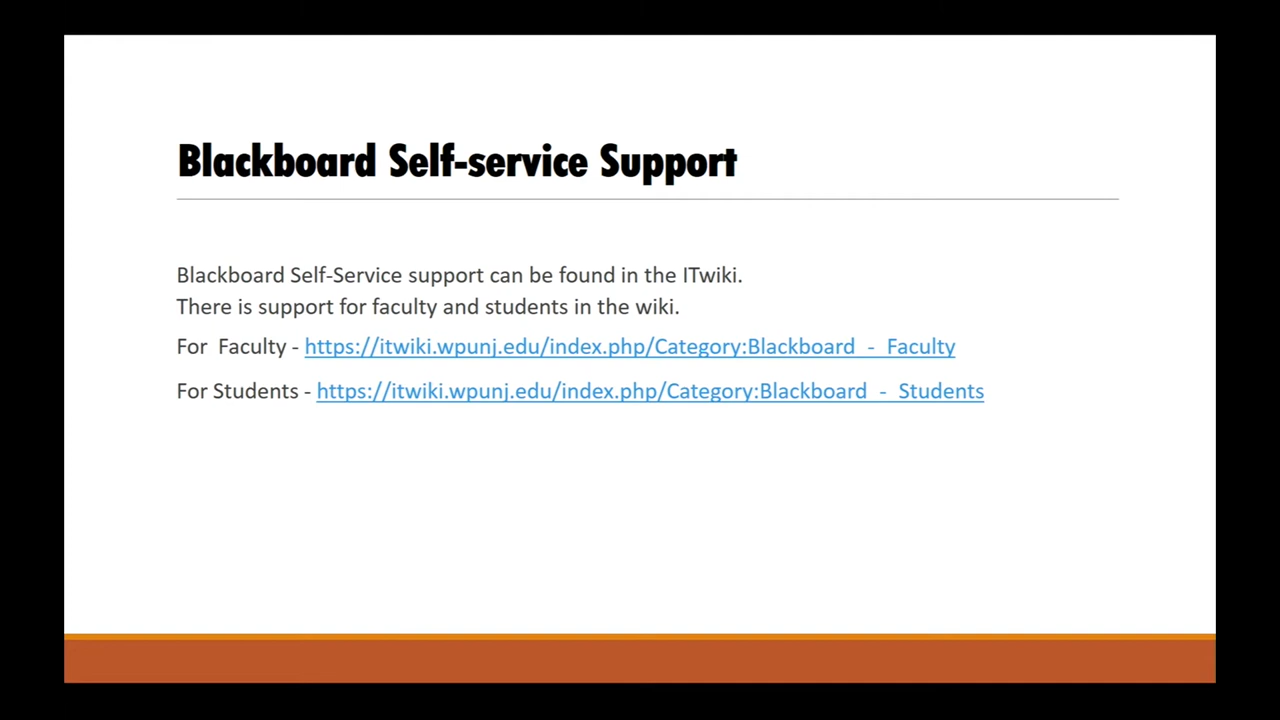 Blackboard Self-service Support
Blackboard Self-Service support can be found in the ITwiki.
There is support for faculty and students in the wiki.
For Faculty - https://itwiki.wpunj.edu/index.php/Category:Blackboard_-_Faculty
For Students - https://itwiki.wpunj.edu/index.php/Category:Blackboard_-_Students